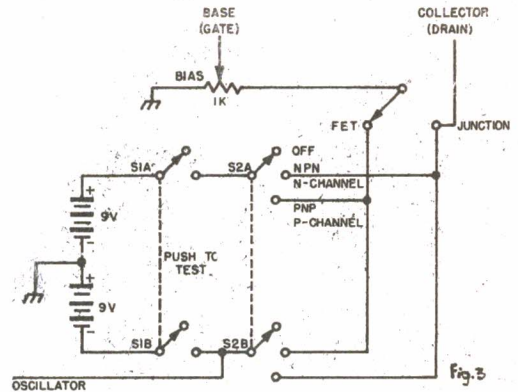 BASE
(GATE)
COLLECTOR
(DRAIN)
BIAS
1K
FET
JUNCTION
OFF
S1A
S2A
NPN
N-CHANNEL
+
9V
-
PNP
P-CHANNEL
PUSH TO
TEST
+
9V
-
S1B
S2B
OSCILLATOR
Fig.3